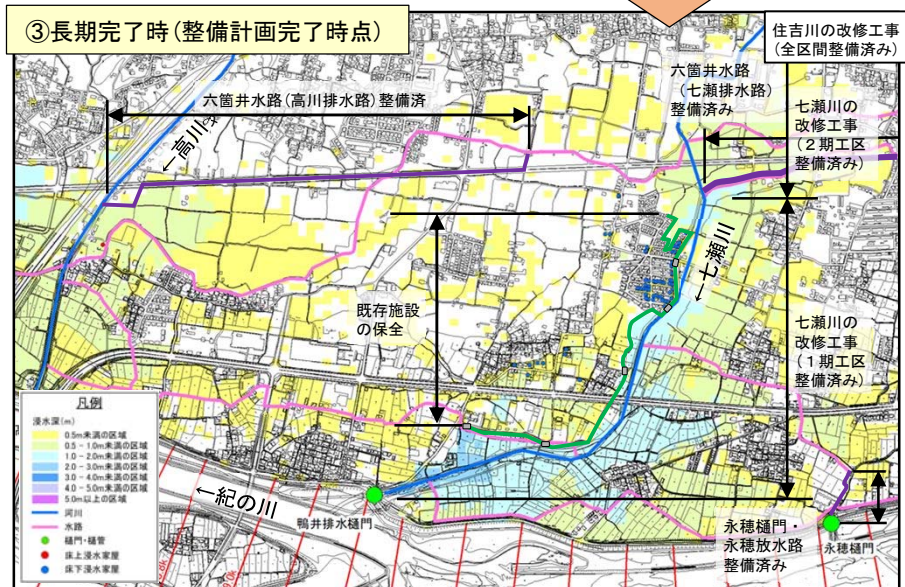 ③長期完了時(整備計画完了時点)
住吉川の改修工事
(全区間整備済み)
六箇井水路(高川排水路)整備済
六箇井水路
(七瀬排水路)
整備済み
七瀬川の
改修工事
(2期工区
整備済み)
←高川
←七瀬川
既存施設
の保全
七瀬川の
改修工事
(1期工区
整備済み)
凡例
浸水深(m)
0.5m未満の区域
0.5 - 1.0m未満の区域
1.0 - 2.0m未満の区域
2.0 - 3.0m未満の区域
3.0 - 4.0m未満の区域
4.0 - 5.0m未満の区域
5.0m以上の区域
河川
水路
樋門・樋管
床上浸水家屋
床下浸水家屋
←紀の川
鴨井排水樋門
永穂樋門・
永穂放水路
整備済み
永穂樋門